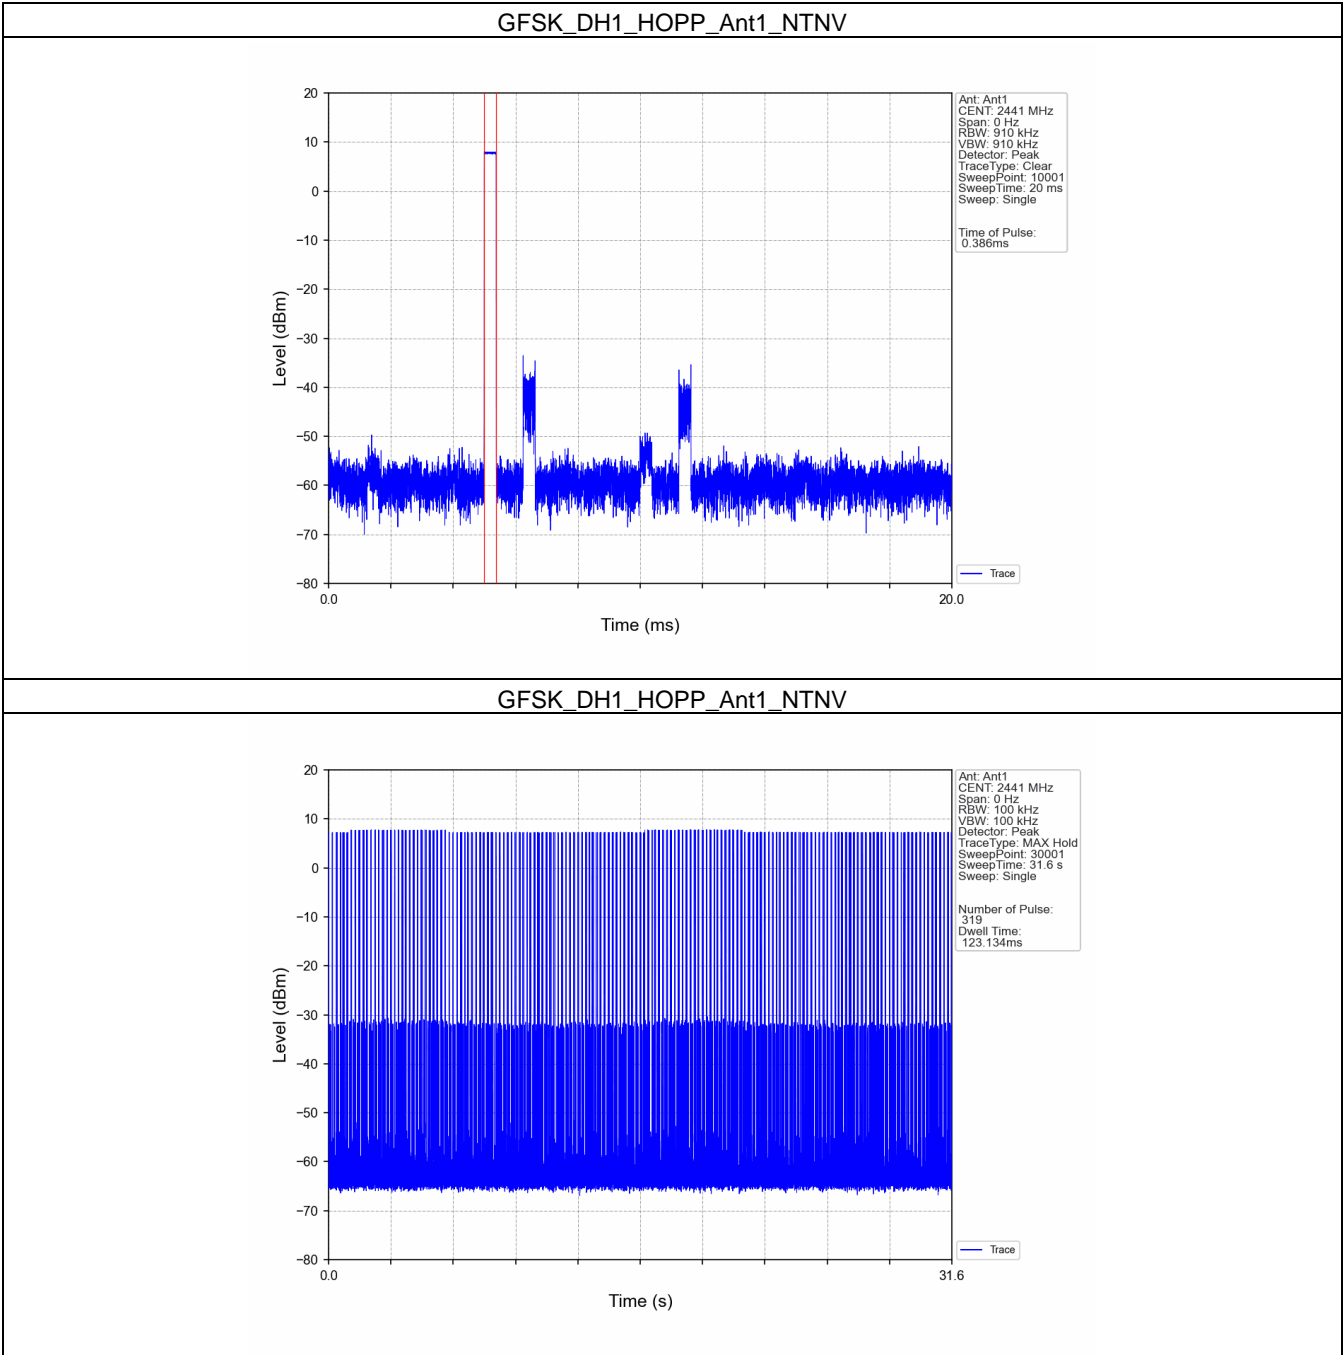 GFSK_DH1_HOPP_Ant1_NTNV
20
10
0
−10
−20
−30
−40
−50
−60
−70
−80
Level (dBm)
0.0
20.0
Time (ms)
Ant: Ant1
CENT: 2441 MHz
Span: 0 Hz
RBW: 910 kHz
VBW: 910 kHz
Detector: Peak
TraceType: Clear
SweepPoint: 10001
SweepTime: 20 ms
Sweep: Single
Time of Pulse:
0.386ms
Trace
GFSK_DH1_HOPP_Ant1_NTNV
20
10
0
−10
−20
−30
−40
−50
−60
−70
−80
Level (dBm)
0.0
31.6
Time (s)
Ant: Ant1
CENT: 2441 MHz
Span: 0 Hz
RBW: 100 kHz
VBW: 100 kHz
Detector: Peak
TraceType: MAX Hold
SweepPoint: 30001
SweepTime: 31.6 s
Sweep: Single
Number of Pulse:
319
Dwell Time:
123.134ms
Trace